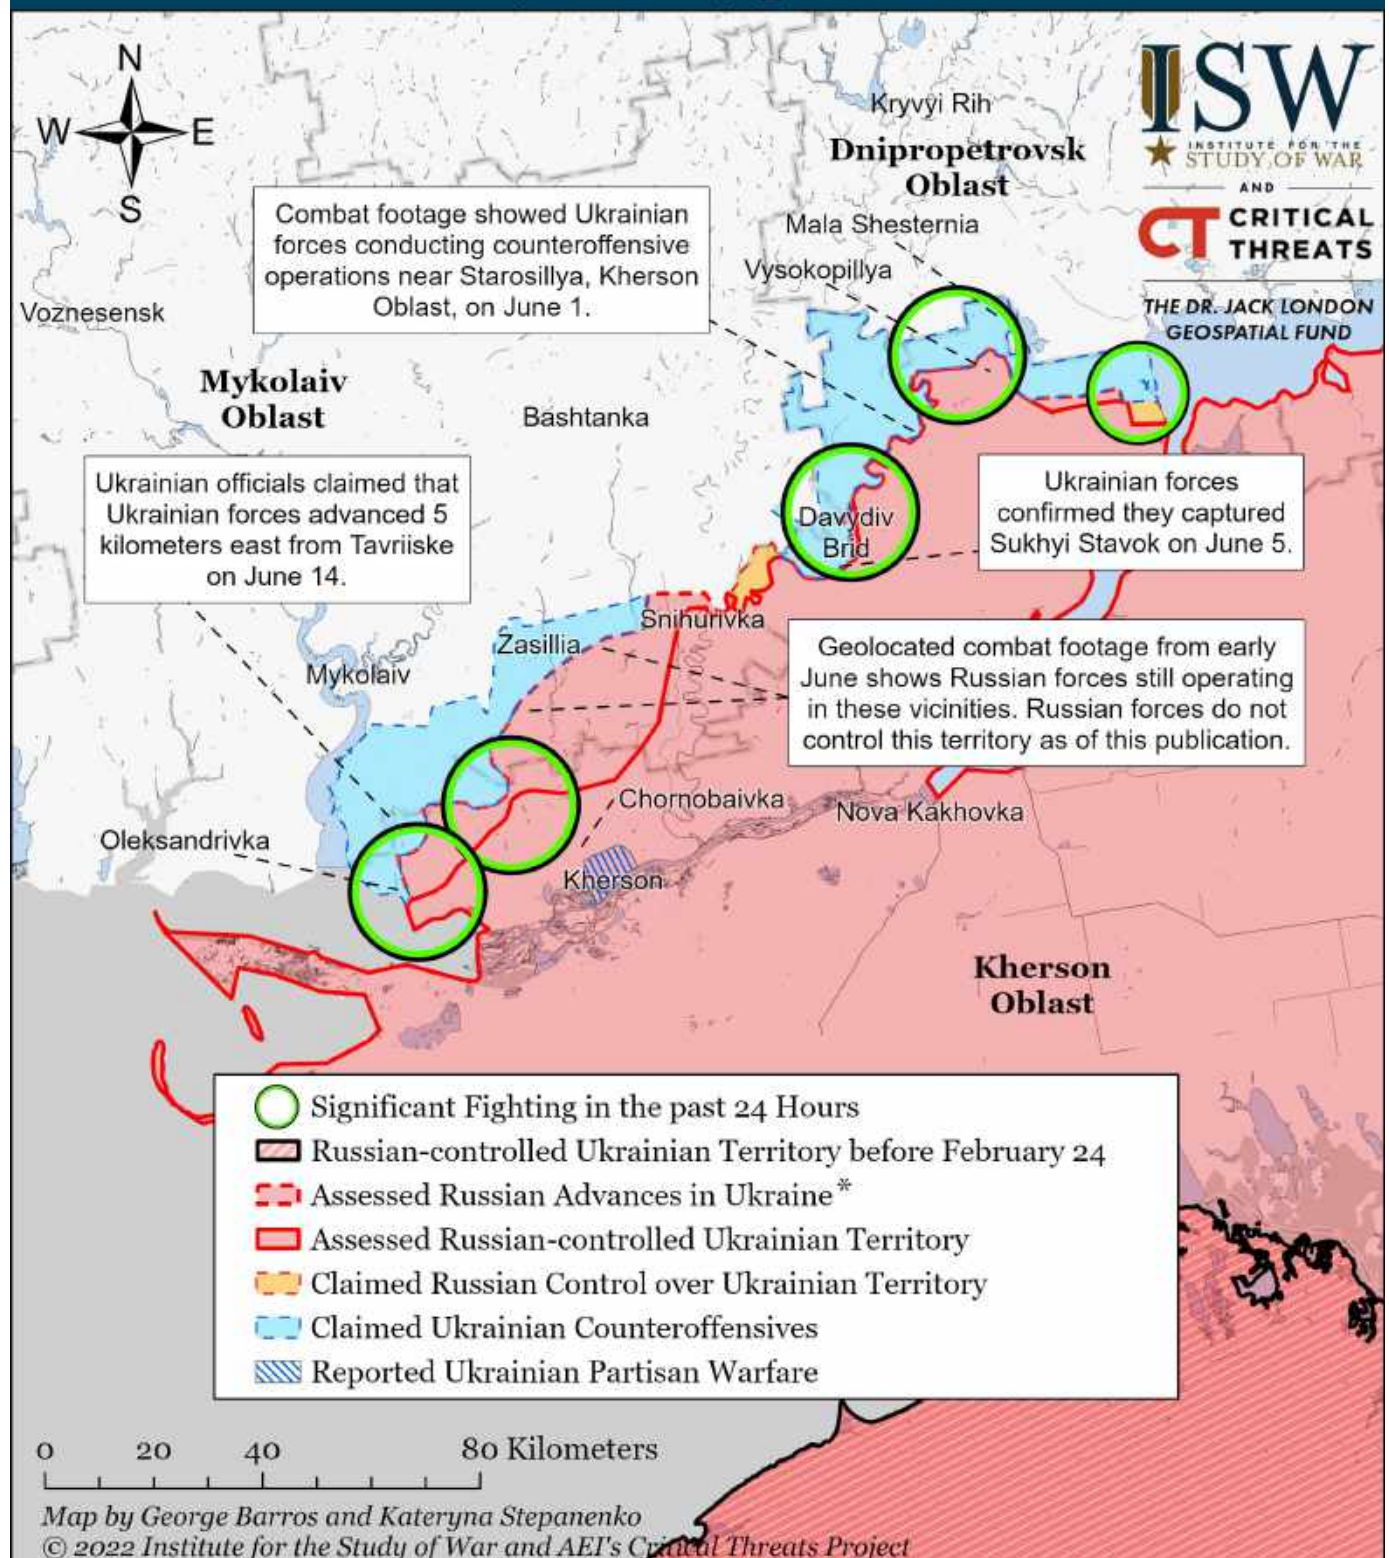 N
W E
S
ISW
INSTITUTE FOR THE
STUDY OF WAR
AND
CT CRITICAL
THREATS
THE DR. JACK LONDON
GEOSPATIAL FUND
Kryvyi Rih
Dnipropetrovsk
Oblast
Mala Shesternia
Vysokopillya
Combat footage showed Ukrainian
forces conducting counteroffensive
operations near Starosillya, Kherson
Oblast, on June 1.
Voznesensk
Mykolaiv
Oblast
Bashtanka
Ukrainian officials claimed that
Ukrainian forces advanced 5
kilometers east from Tavriiske
on June 14.
Davydiv
Brid
Ukrainian forces
confirmed they captured
Sukhyi Stavok on June 5.
Snihurivka
Zasillia
Mykolaiv
Geolocated combat footage from early
June shows Russian forces still operating
in these vicinities. Russian forces do not
control this territory as of this publication.
Chornobaivka
Nova Kakhovka
Oleksandrivka
Kherson
Kherson
Oblast
Significant Fighting in the past 24 Hours
Russian-controlled Ukrainian Territory before February 24
Assessed Russian Advances in Ukraine*
Assessed Russian-controlled Ukrainian Territory
Claimed Russian Control over Ukrainian Territory
Claimed Ukrainian Counteroffensives
Reported Ukrainian Partisan Warfare
0 20 40 80 Kilometers
Map by George Barros and Kateryna Stepanenko
© 2022 Institute for the Study of War and AEI's Critical Threats Project